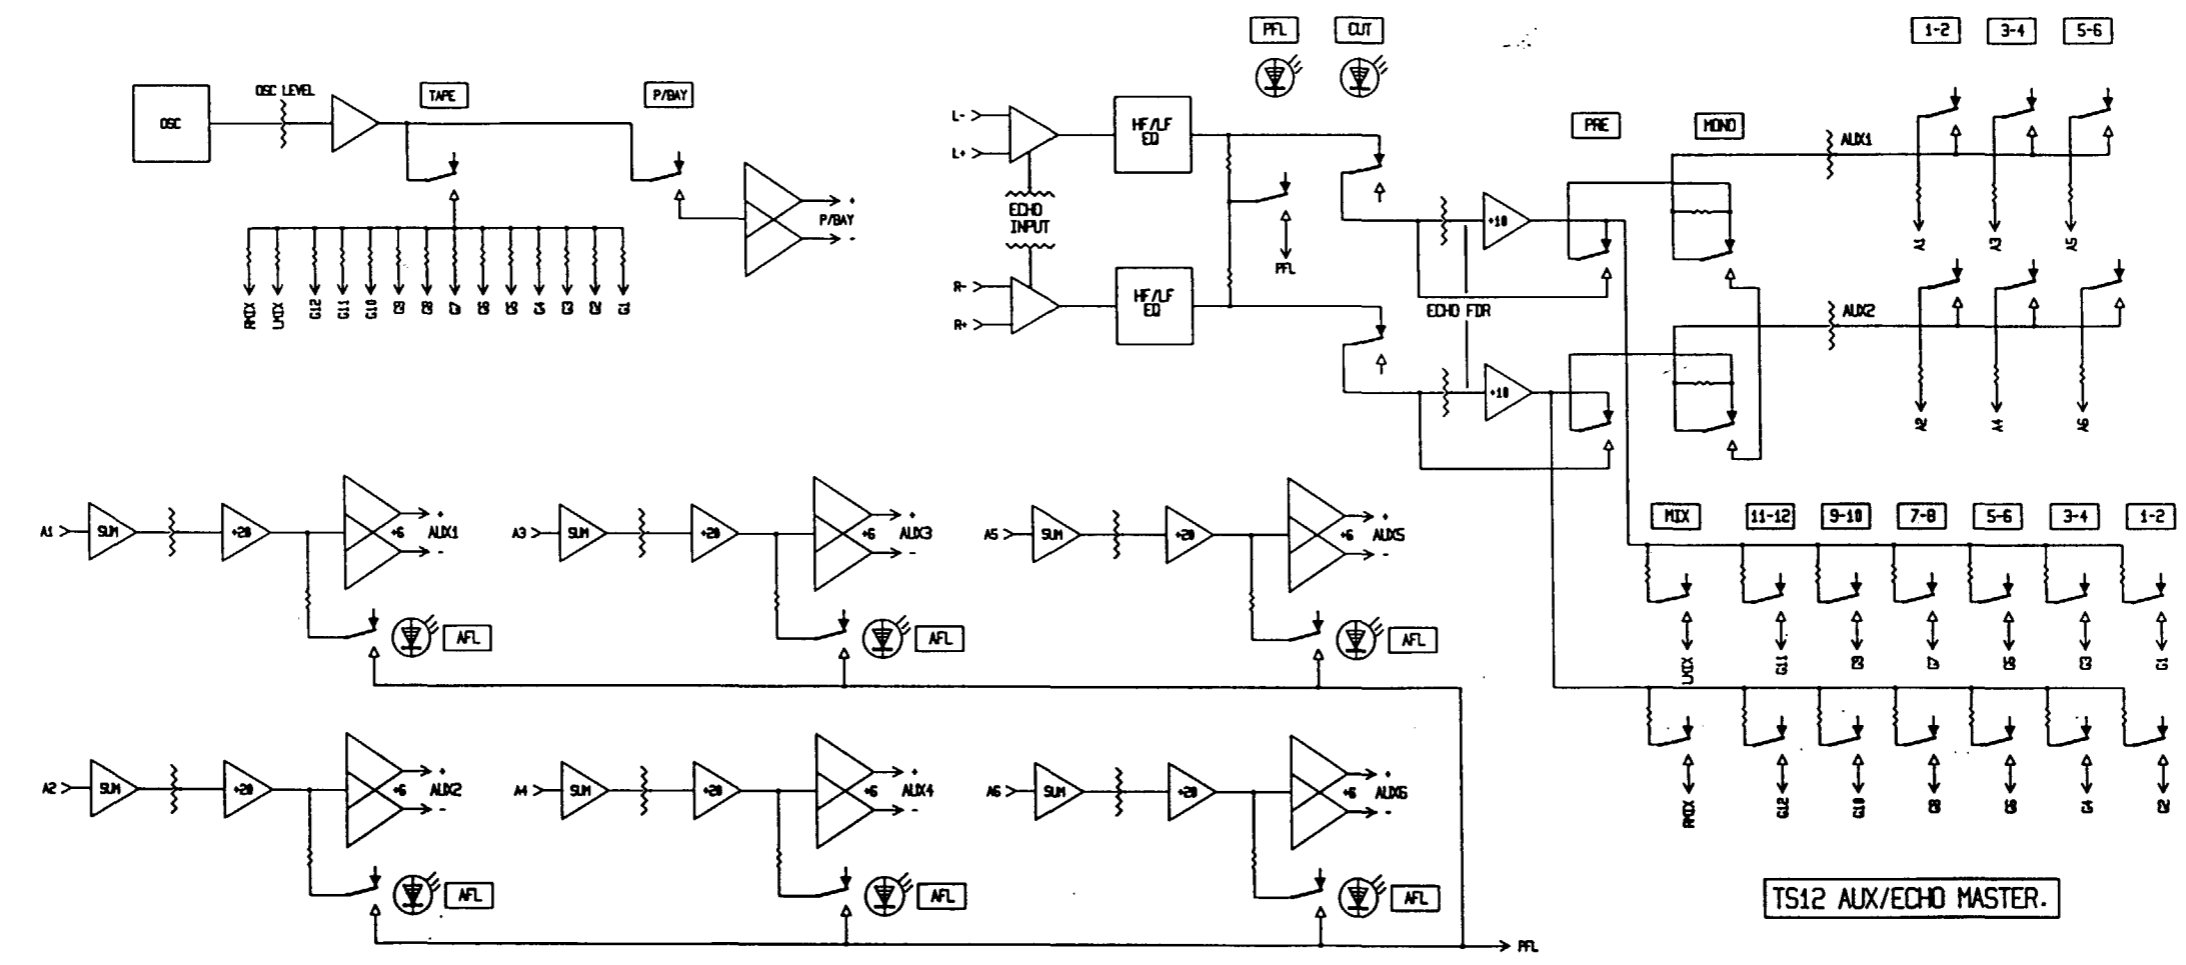 PFL CUT
1-2 3-4 5-6
OSC LEVEL
TAPE
P/BAY
OSC
L-
L+
HF/LF
EQ
PRE
MONO
AUX1
ECHO
INPUT
+
P/BAY
-
+10
A1 A3 A5
PFL
R-
R+
HF/LF
EQ
RMIX LMIX G12 G11 G10 G9 G8 G7 G6 G5 G4 G3 G2 G1
ECHO FDR
AUX2
+10
A2 A4 A6
MIX 11-12 9-10 7-8 5-6 3-4 1-2
A1 SUM +20 +6 + AUX1 -
A3 SUM +20 +6 + AUX3 -
A5 SUM +20 +6 + AUX5 -
AFL AFL AFL
LMIX G11 G9 G7 G5 G3 G1
A2 SUM +20 +6 + AUX2 -
A4 SUM +20 +6 + AUX4 -
A6 SUM +20 +6 + AUX6 -
RMIX G12 G10 G8 G6 G4 G2
AFL AFL AFL
TS12 AUX/ECHO MASTER.
PFL